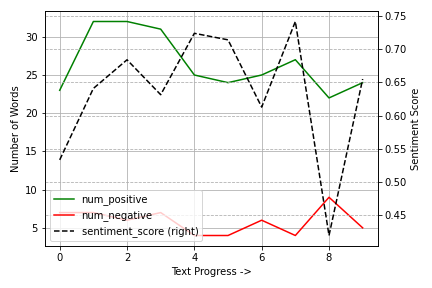 30
25
20
15
10
5
Number of Words
0.75
0.70
0.65
0.60
0.55
0.50
0.45
Sentiment Score
num_positive
num_negative
sentiment_score (right)
0 2 4 6 8
Text Progress ->